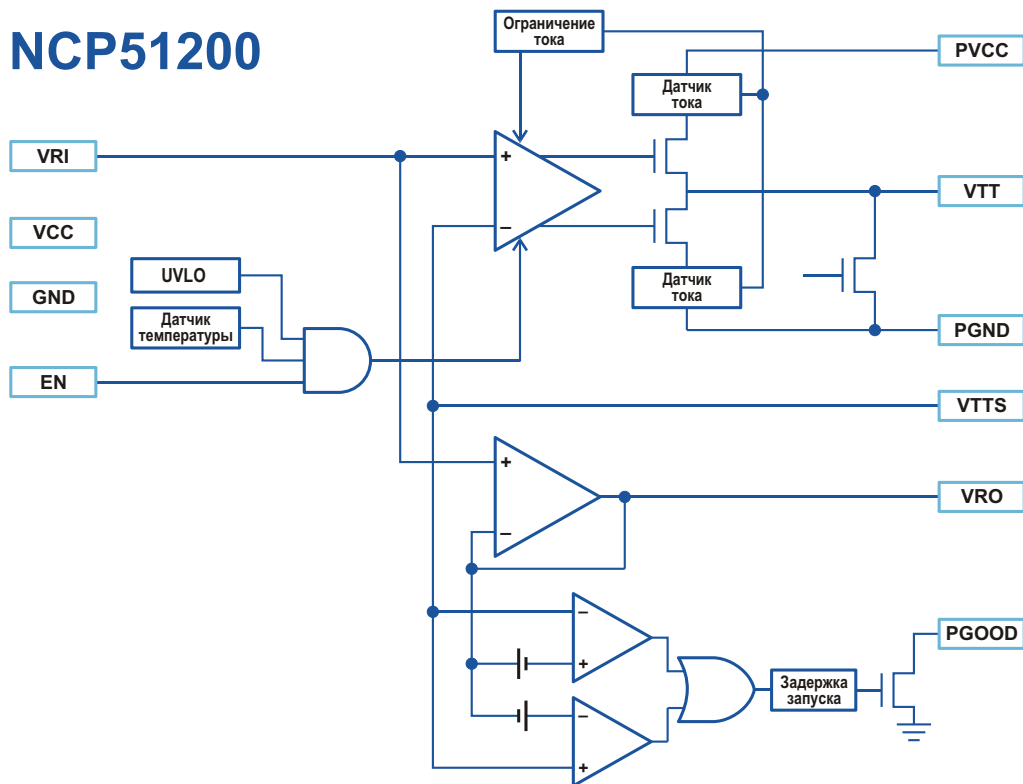 NCP51200
Ограничение
тока
PVCC
Датчик
тока
VRI
+
VTT
VCC
–
UVLO
Датчик
тока
GND
Датчик
температуры
PGND
EN
VTTS
+
VRO
–
–
PGOOD
+
Задержка
запуска
–
+